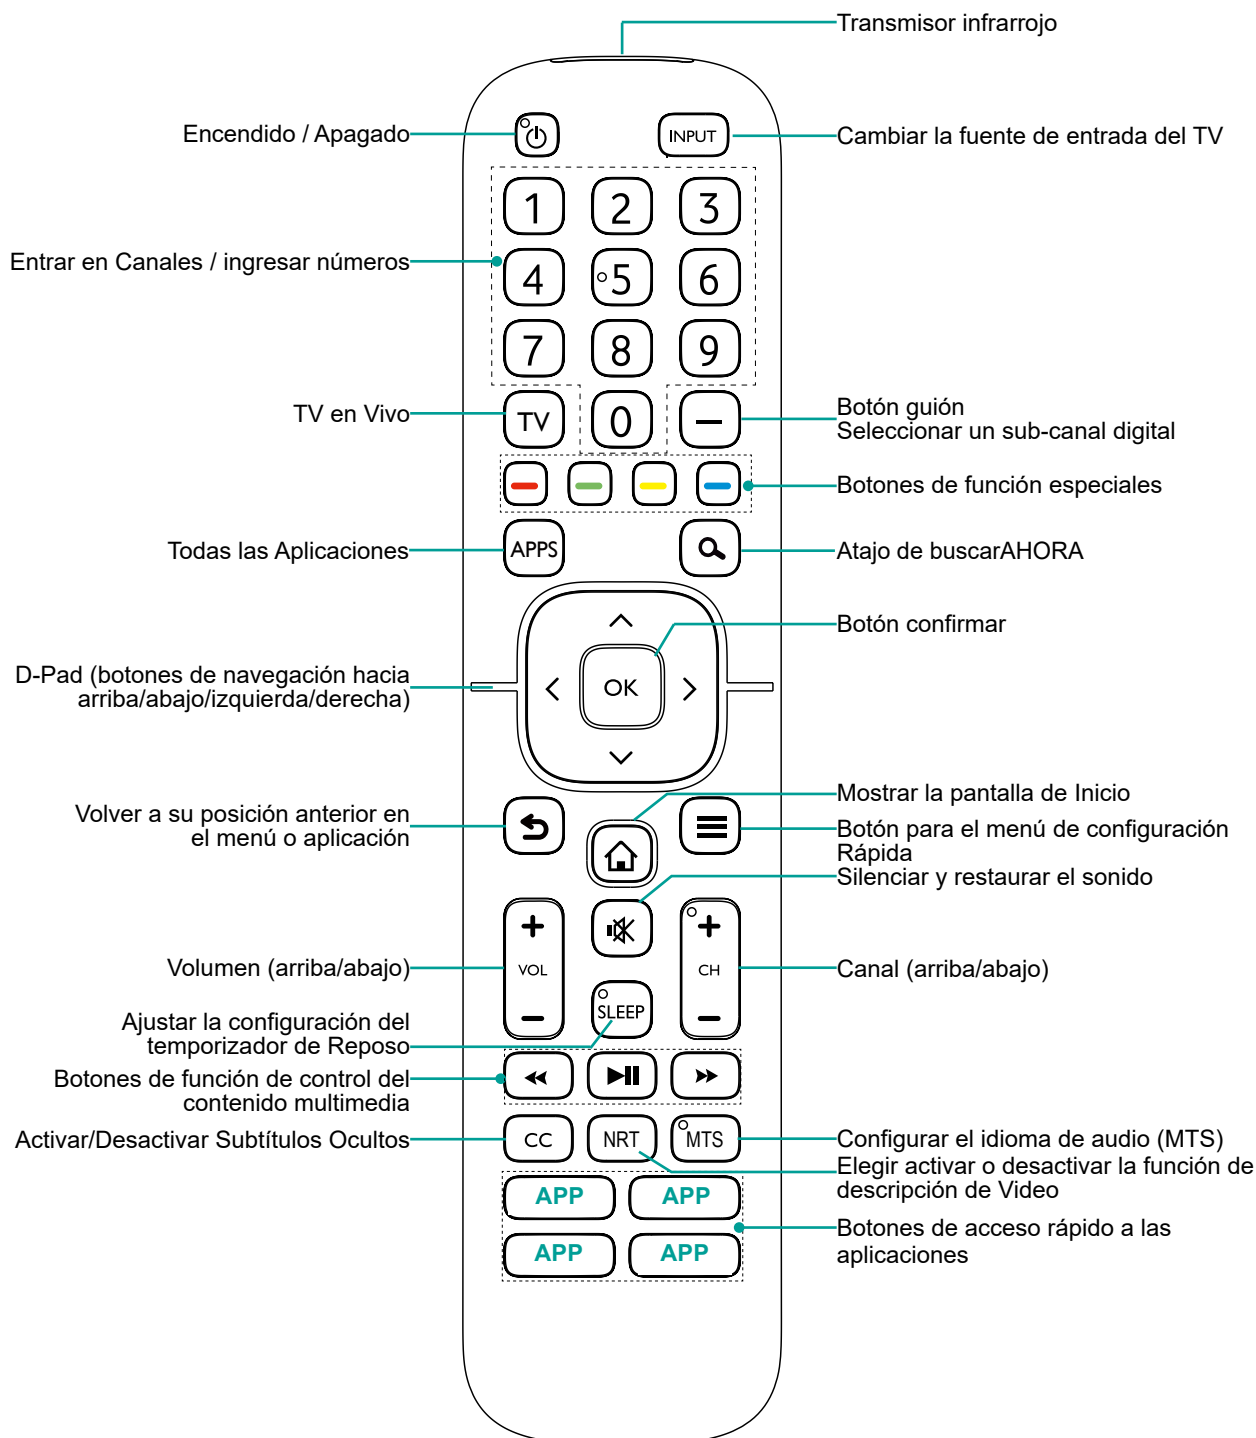 Transmisor infrarrojo
Encendido / Apagado
INPUT
Cambiar la fuente de entrada del TV
1 2 3
Entrar en Canales / ingresar números
4 5 6
7 8 9
TV en Vivo
TV 0 –
Botón guión
Seleccionar un sub-canal digital
Botones de función especiales
Todas las Aplicaciones
APPS
Atajo de buscarAHORA
Botón confirmar
D-Pad (botones de navegación hacia
arriba/abajo/izquierda/derecha)
OK
Volver a su posición anterior en
el menú o aplicación
Mostrar la pantalla de Inicio
Botón para el menú de configuración
Rápida
Silenciar y restaurar el sonido
+ +
Volumen (arriba/abajo)
VOL
CH
Canal (arriba/abajo)
– –
SLEEP
Ajustar la configuración del
temporizador de Reposo
Botones de función de control del
contenido multimedia
Activar/Desactivar Subtítulos Ocultos
CC NRT MTS
Configurar el idioma de audio (MTS)
Elegir activar o desactivar la función de
descripción de Video
APP APP
Botones de acceso rápido a las
aplicaciones
APP APP